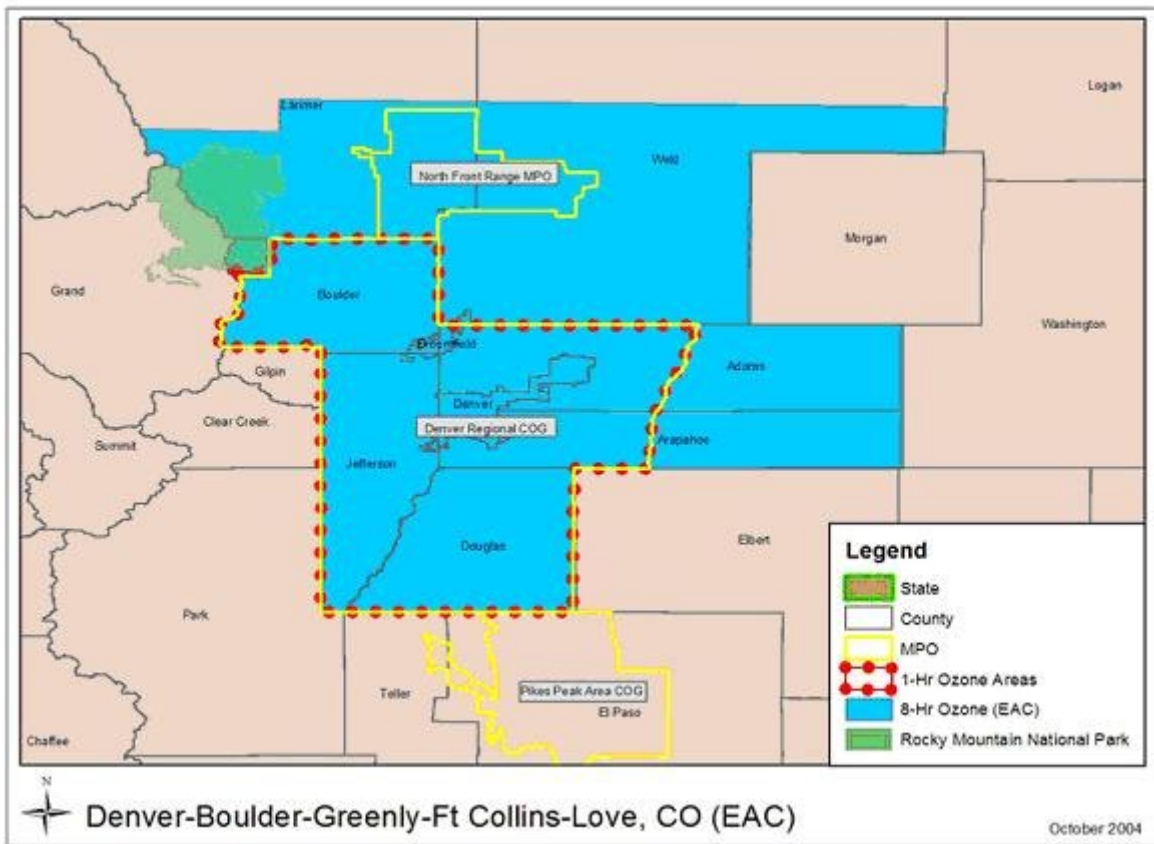 Logan
Larimer
Weld
North Front Range MPO
Morgan
Grand
Boulder
Washington
Broomfield
Gilpin
Adams
Denver
Clear Creek
Denver Regional COG
Arapahoe
Summit
Jefferson
Douglas
Elbert
Park
Teller
Pikes Peak Area COG
El Paso
Chaffee
Legend
State
County
MPO
1-Hr Ozone Areas
8-Hr Ozone (EAC)
Rocky Mountain National Park
N
Denver-Boulder-Greenly-Ft Collins-Love, CO (EAC)
October 2004